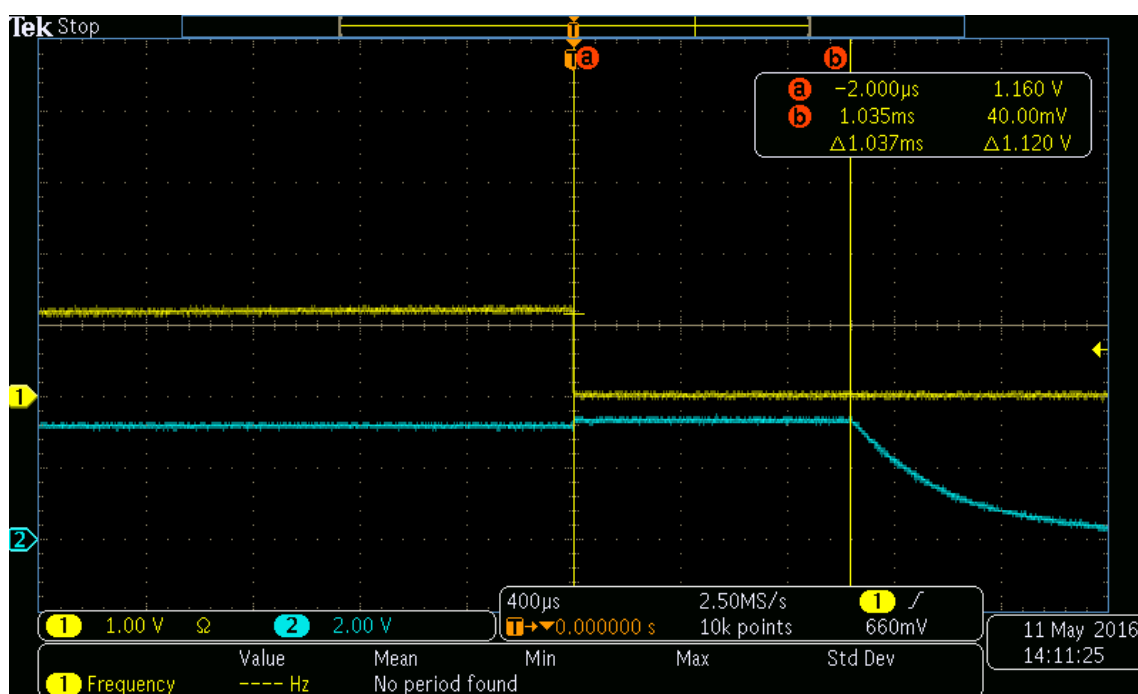 Tek Stop
T
T a b
a −2.000µs 1.160 V
b 1.035ms 40.00mV
△1.037ms △1.120 V
1
2
400µs 2.50MS/s 1 ∫
1 1.00 V Ω 2 2.00 V T→▼0.000000 s 10k points 660mV
11 May 2016
14:11:25
Value Mean Min Max Std Dev
1 Frequency −−−− Hz No period found